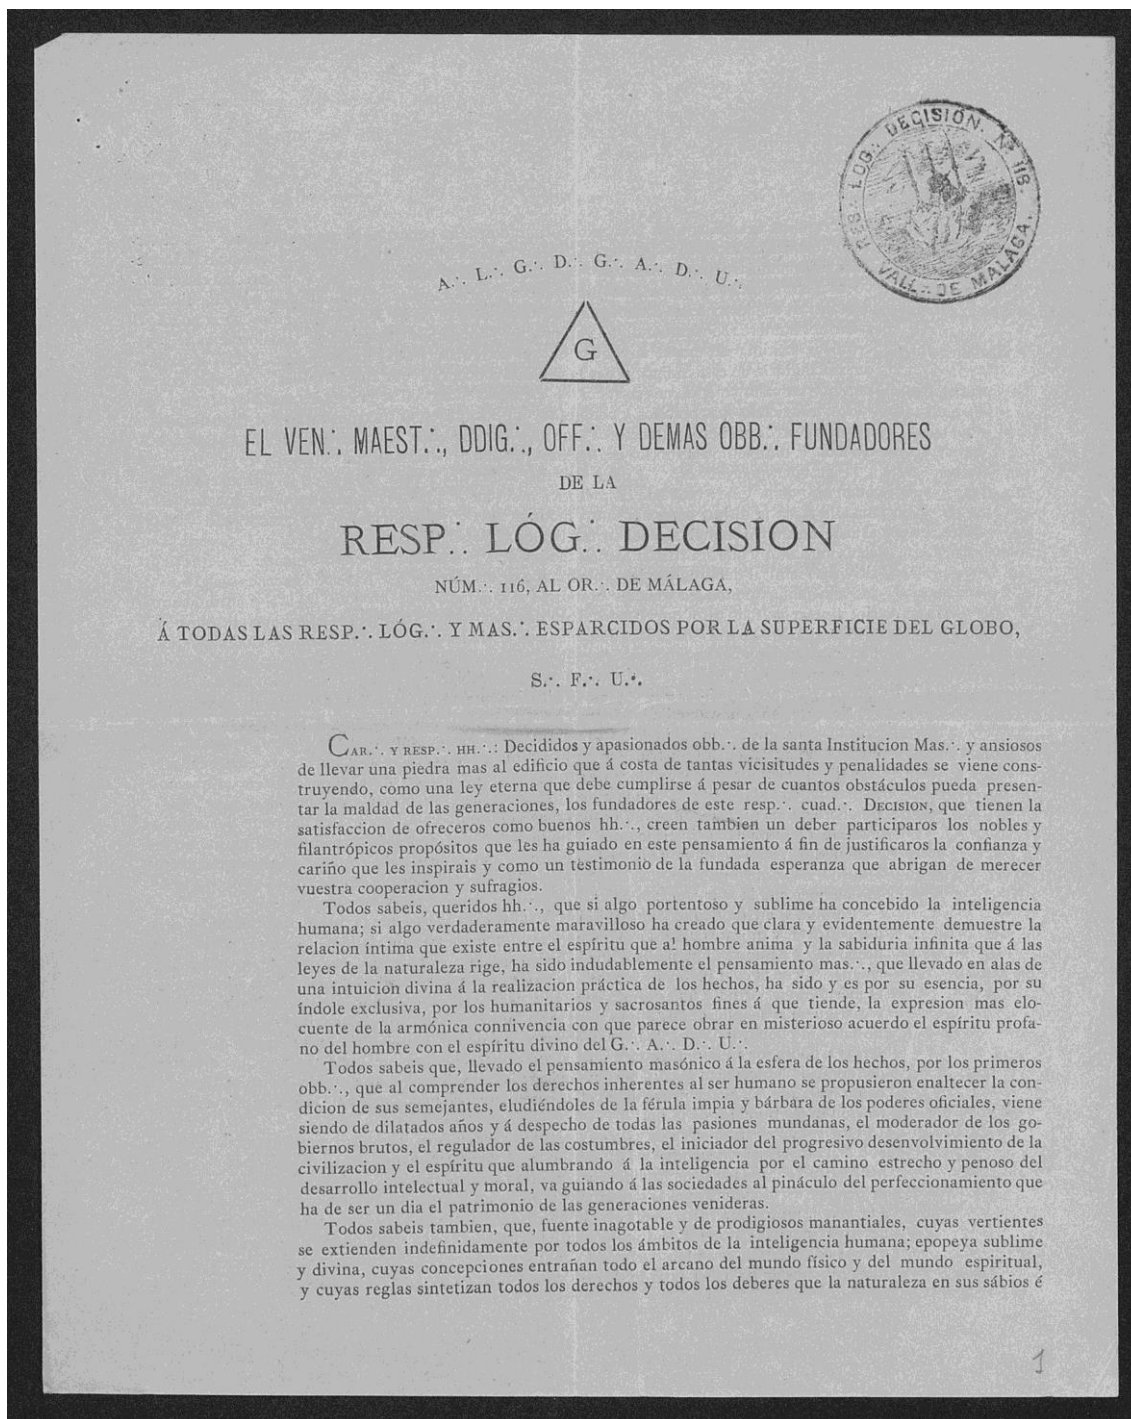 RES∴ LOG∴ DECISIÓN. Nº 116.
VALL∴ DE MALAGA.
A∴ L∴ G∴ D∴ G∴ A∴ D∴ U∴
G
EL VEN∴ MAEST∴, DDIG∴, OFF∴ Y DEMAS OBB∴ FUNDADORES
DE LA
RESP∴ LÓG∴ DECISION
NÚM∴ 116, AL OR∴ DE MÁLAGA,
Á TODAS LAS RESP∴ LÓG∴ Y MAS∴ ESPARCIDOS POR LA SUPERFICIE DEL GLOBO,
S∴ F∴ U∴
CAR∴ Y RESP∴ HH∴: Decididos y apasionados obb∴ de la santa Institucion Mas∴ y ansiosos
de llevar una piedra mas al edificio que á costa de tantas vicisitudes y penalidades se viene cons-
truyendo, como una ley eterna que debe cumplirse á pesar de cuantos obstáculos pueda presen-
tar la maldad de las generaciones, los fundadores de este resp∴ cuad∴ DECISION, que tienen la
satisfaccion de ofreceros como buenos hh∴, creen tambien un deber participaros los nobles y
filantrópicos propósitos que les ha guiado en este pensamiento á fin de justificaros la confianza y
cariño que les inspirais y como un testimonio de la fundada esperanza que abrigan de merecer
vuestra cooperacion y sufragios.
Todos sabeis, queridos hh∴, que si algo portentoso y sublime ha concebido la inteligencia
humana; si algo verdaderamente maravilloso ha creado que clara y evidentemente demuestre la
relacion íntima que existe entre el espíritu que al hombre anima y la sabiduria infinita que á las
leyes de la naturaleza rige, ha sido indudablemente el pensamiento mas∴, que llevado en alas de
una intuicion divina á la realizacion práctica de los hechos, ha sido y es por su esencia, por su
índole exclusiva, por los humanitarios y sacrosantos fines á que tiende, la expresion mas elo-
cuente de la armónica connivencia con que parece obrar en misterioso acuerdo el espíritu profa-
no del hombre con el espíritu divino del G∴ A∴ D∴ U∴
Todos sabeis que, llevado el pensamiento masónico á la esfera de los hechos, por los primeros
obb∴, que al comprender los derechos inherentes al ser humano se propusieron enaltecer la con-
dicion de sus semejantes, eludiéndoles de la férula impia y bárbara de los poderes oficiales, viene
siendo de dilatados años y á despecho de todas las pasiones mundanas, el moderador de los go-
biernos brutos, el regulador de las costumbres, el iniciador del progresivo desenvolvimiento de la
civilizacion y el espíritu que alumbrando á la inteligencia por el camino estrecho y penoso del
desarrollo intelectual y moral, va guiando á las sociedades al pináculo del perfeccionamiento que
ha de ser un dia el patrimonio de las generaciones venideras.
Todos sabeis tambien, que, fuente inagotable y de prodigiosos manantiales, cuyas vertientes
se extienden indefinidamente por todos los ámbitos de la inteligencia humana; epopeya sublime
y divina, cuyas concepciones entrañan todo el arcano del mundo físico y del mundo espiritual,
y cuyas reglas sintetizan todos los derechos y todos los deberes que la naturaleza en sus sábios é
1